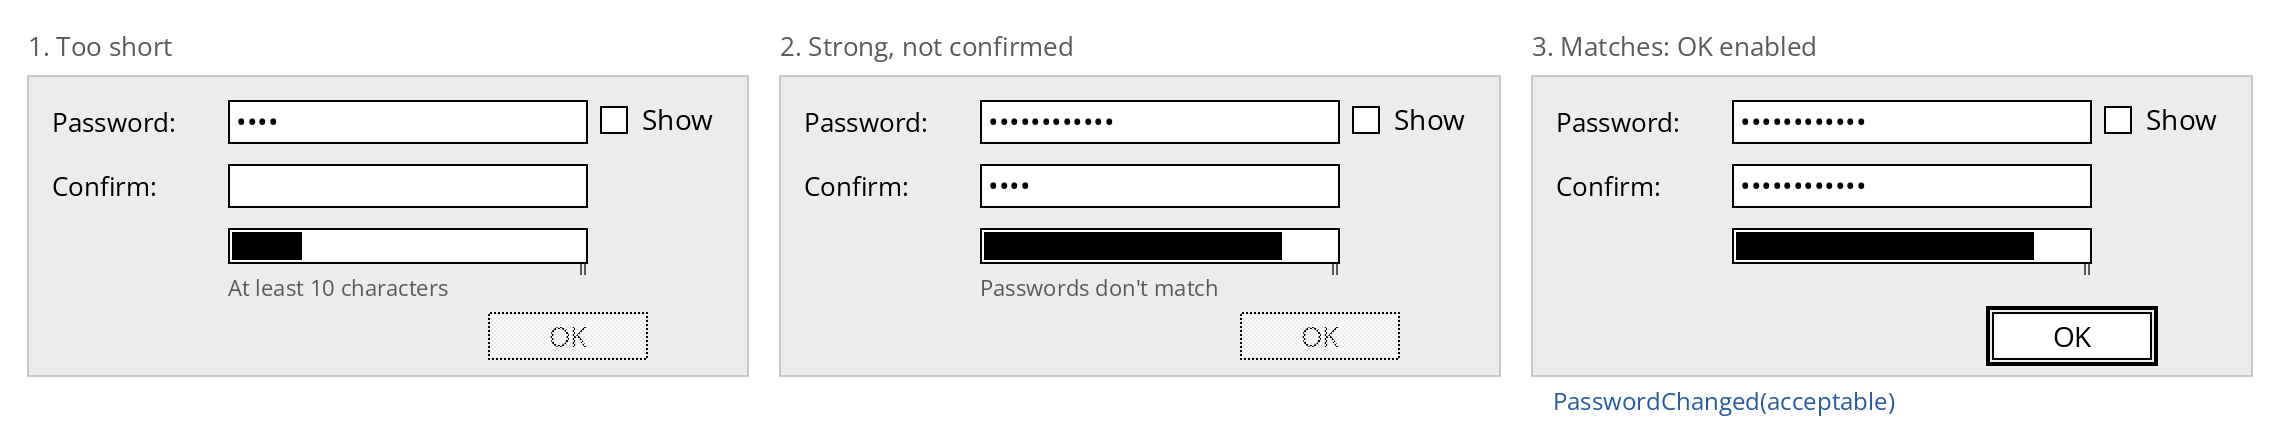 1. Too short
Password:
••••
Show
Confirm:
At least 10 characters
OK
2. Strong, not confirmed
Password:
••••••••••••
Show
Confirm:
••••
Passwords don't match
OK
3. Matches: OK enabled
Password:
••••••••••••
Show
Confirm:
••••••••••••
OK
PasswordChanged(acceptable)